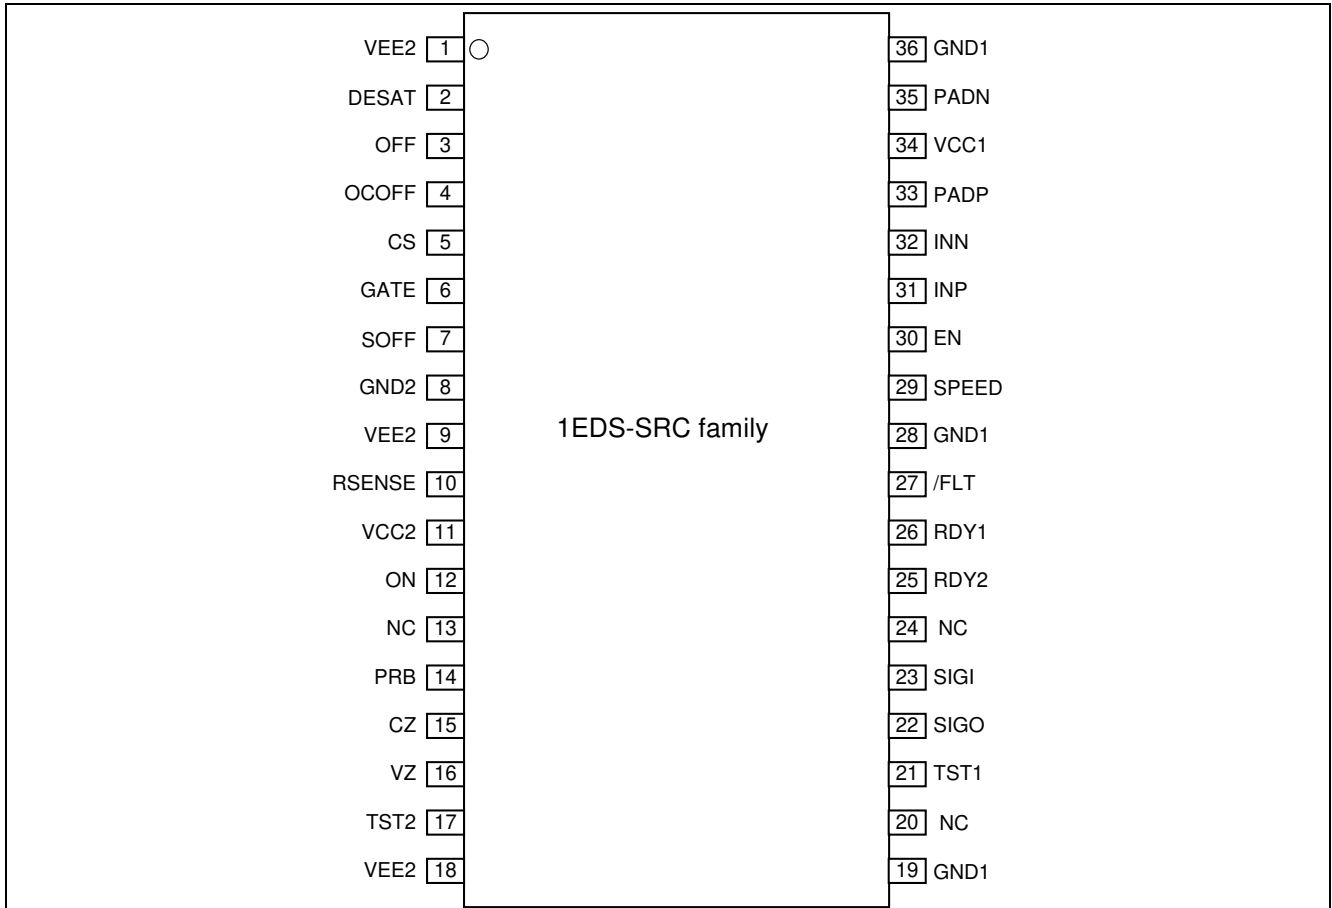 VEE2 1 36 GND1
DESAT 2 35 PADN
OFF 3 34 VCC1
OCOFF 4 33 PADP
CS 5 32 INN
GATE 6 31 INP
SOFF 7 30 EN
GND2 8 29 SPEED
1EDS-SRC family
VEE2 9 28 GND1
RSENSE 10 27 /FLT
VCC2 11 26 RDY1
ON 12 25 RDY2
NC 13 24 NC
PRB 14 23 SIGI
CZ 15 22 SIGO
VZ 16 21 TST1
TST2 17 20 NC
VEE2 18 19 GND1